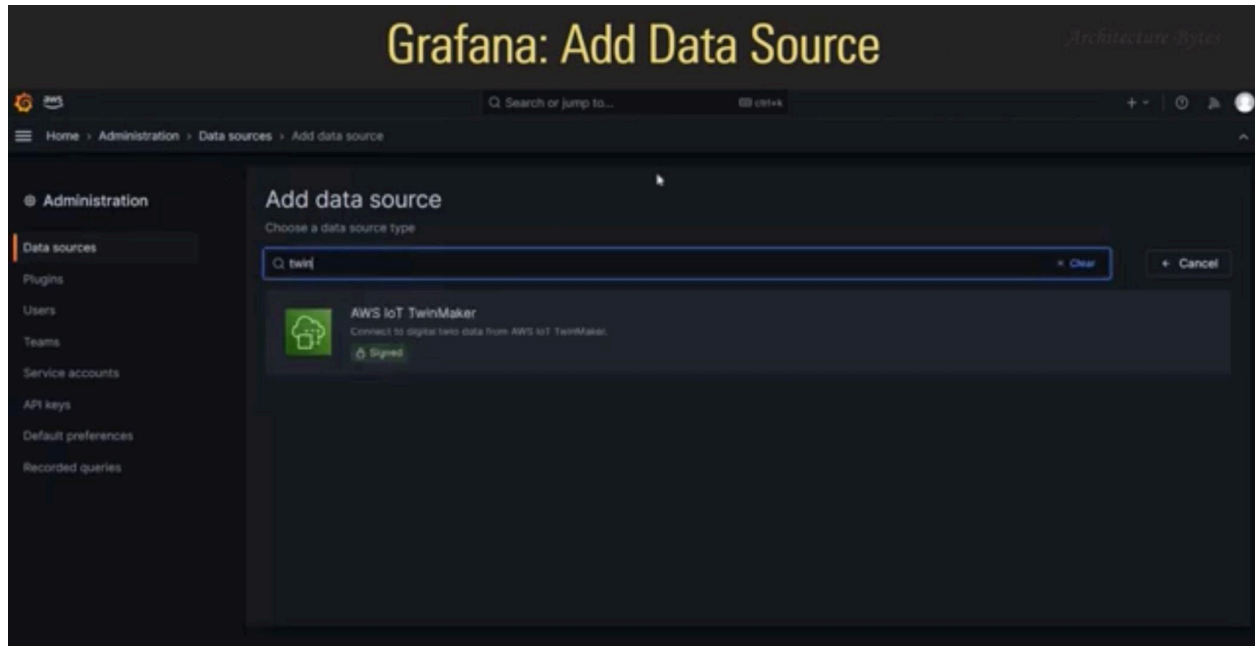 Grafana: Add Data Source
Architecture Bytes
aws
Search or jump to...
ctrl+k
Home > Administration > Data sources > Add data source
Administration
Data sources
Plugins
Users
Teams
Service accounts
API keys
Default preferences
Recorded queries
Add data source
Choose a data source type
twin
× Clear
← Cancel
AWS IoT TwinMaker
Connect to digital twin data from AWS IoT TwinMaker.
Signed